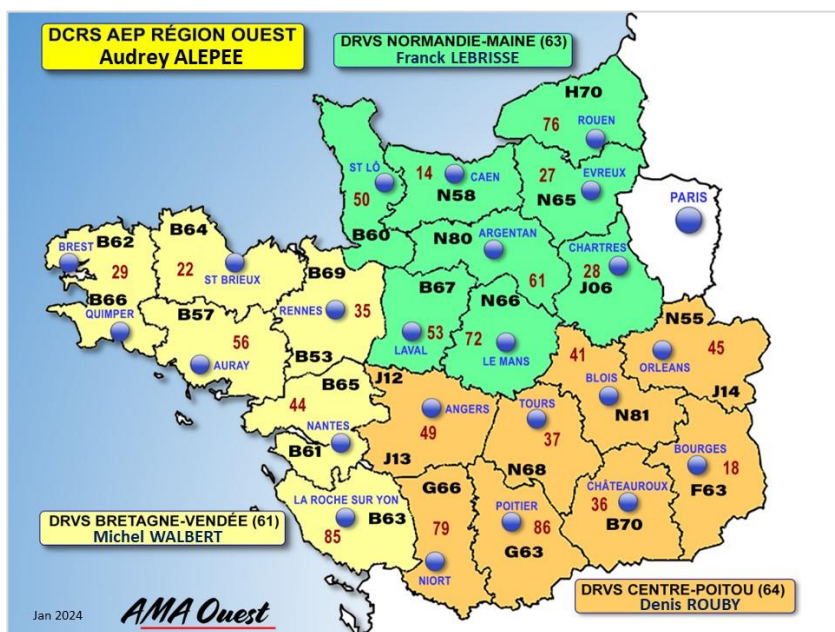 DCRS AEP RÉGION OUEST
Audrey ALEPEE
DRVS NORMANDIE-MAINE (63)
Franck LEBRISSE
H70
76
ROUEN
ST LÔ
50
14
CAEN
N58
27
EVREUX
N65
PARIS
B60
N80
ARGENTAN
61
CHARTRES
28
J06
B62
BREST
29
B64
22
ST BRIEUX
B69
RENNES
35
B67
53
LAVAL
N66
72
LE MANS
B66
QUIMPER
B57
56
AURAY
B53
N55
45
ORLEANS
J14
41
BLOIS
N81
B65
44
NANTES
B61
J12
ANGERS
49
J13
TOURS
37
N68
BOURGES
18
F63
LA ROCHE SUR YON
B63
85
G66
79
NIORT
POITIER
86
G63
CHÂTEAUROUX
36
B70
DRVS BRETAGNE-VENDÉE (61)
Michel WALBERT
DRVS CENTRE-POITOU (64)
Denis ROUBY
Jan 2024
AMA Ouest